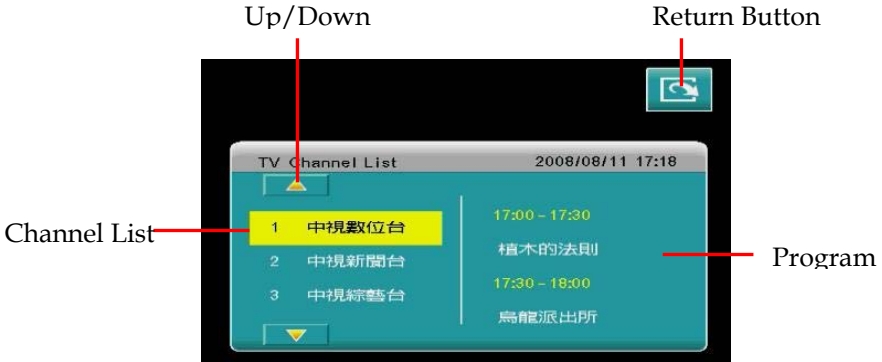 Up/Down
Return Button
TV Channel List 2008/08/11 17:18
Channel List
1 中視數位台
2 中視新聞台
3 中視綜藝台
17:00 – 17:30
植木的法則
17:30 – 18:00
烏龍派出所
Program